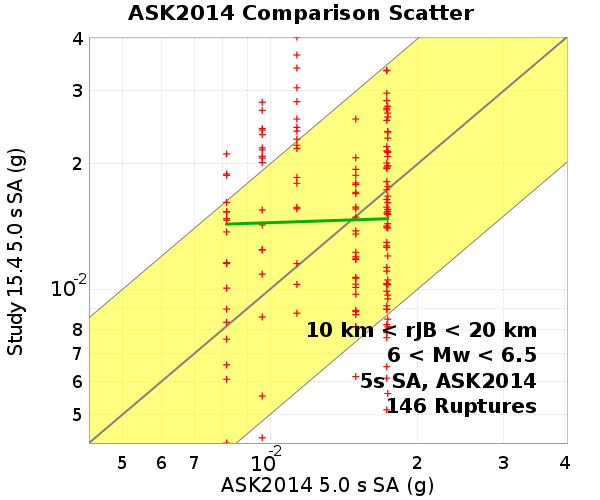 ASK2014 Comparison Scatter
4
3
2
10-2
8
7
6
5
Study 15.4 5.0 s SA (g)
10 km < rJB < 20 km
6 < Mw < 6.5
5s SA, ASK2014
146 Ruptures
5 6 7 10-2 2 3 4
ASK2014 5.0 s SA (g)